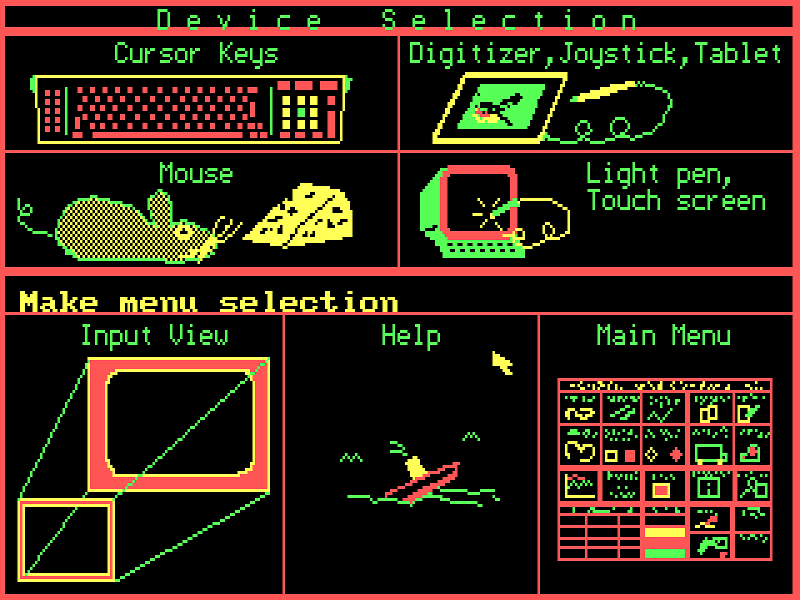 Device Selection
Cursor Keys
Digitizer,Joystick,Tablet
Mouse
Light pen,
Touch screen
Make menu selection
Input View
Help
Main Menu